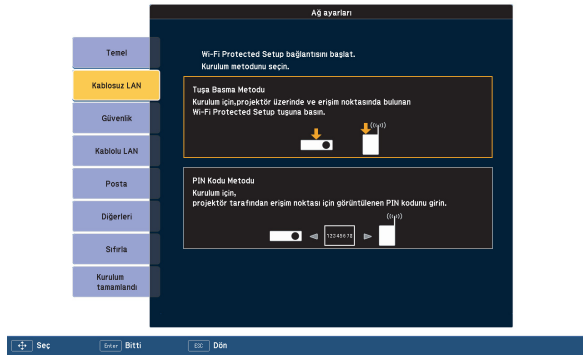 Ağ ayarları
Temel
Kablosuz LAN
Güvenlik
Kablolu LAN
Posta
Diğerleri
Sıfırla
Kurulum
tamamlandı
Wi-Fi Protected Setup bağlantısını başlat.
Kurulum metodunu seçin.
Tuşa Basma Metodu
Kurulum için,projektör üzerinde ve erişim noktasında bulunan
Wi-Fi Protected Setup tuşuna basın.
PIN Kodu Metodu
Kurulum için,
projektör tarafından erişim noktası için görüntülenen PIN kodunu girin.
12345678
Seç
Enter Bitti
ESC Dön